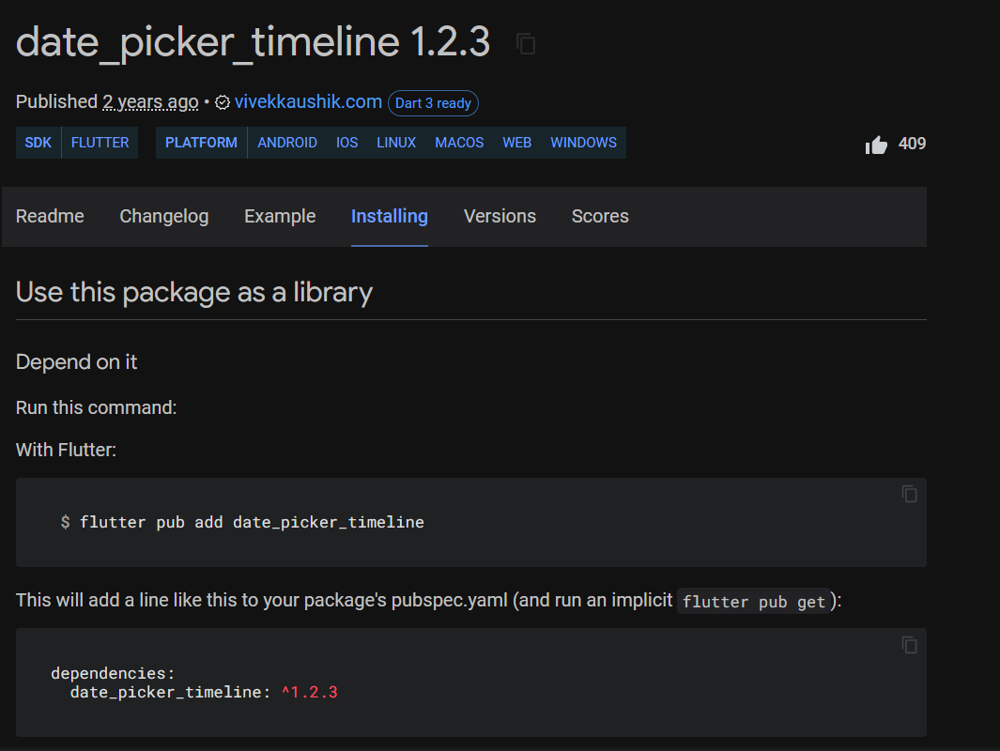 date_picker_timeline 1.2.3
Published 2 years ago • vivekkaushik.com Dart 3 ready
SDK FLUTTER PLATFORM ANDROID IOS LINUX MACOS WEB WINDOWS 409
Readme Changelog Example Installing Versions Scores
Use this package as a library
Depend on it
Run this command:
With Flutter:
$ flutter pub add date_picker_timeline
This will add a line like this to your package's pubspec.yaml (and run an implicit flutter pub get):
dependencies:
  date_picker_timeline: ^1.2.3